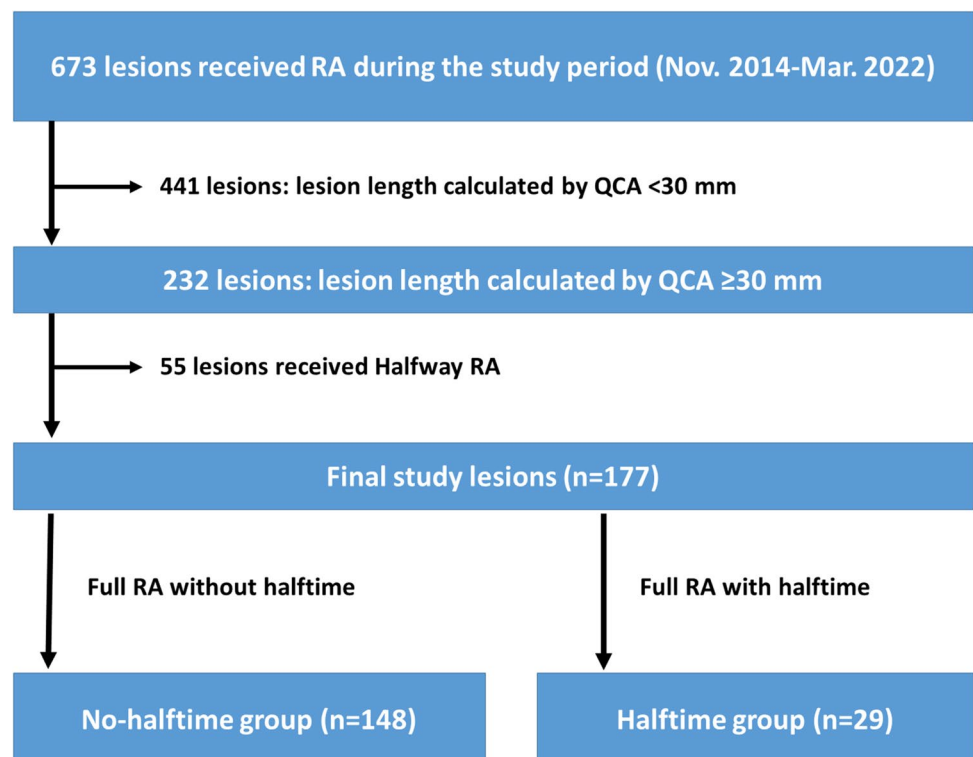 673 lesions received RA during the study period (Nov. 2014-Mar. 2022)
441 lesions: lesion length calculated by QCA <30 mm
232 lesions: lesion length calculated by QCA ≥30 mm
55 lesions received Halfway RA
Final study lesions (n=177)
Full RA without halftime
Full RA with halftime
No-halftime group (n=148)
Halftime group (n=29)